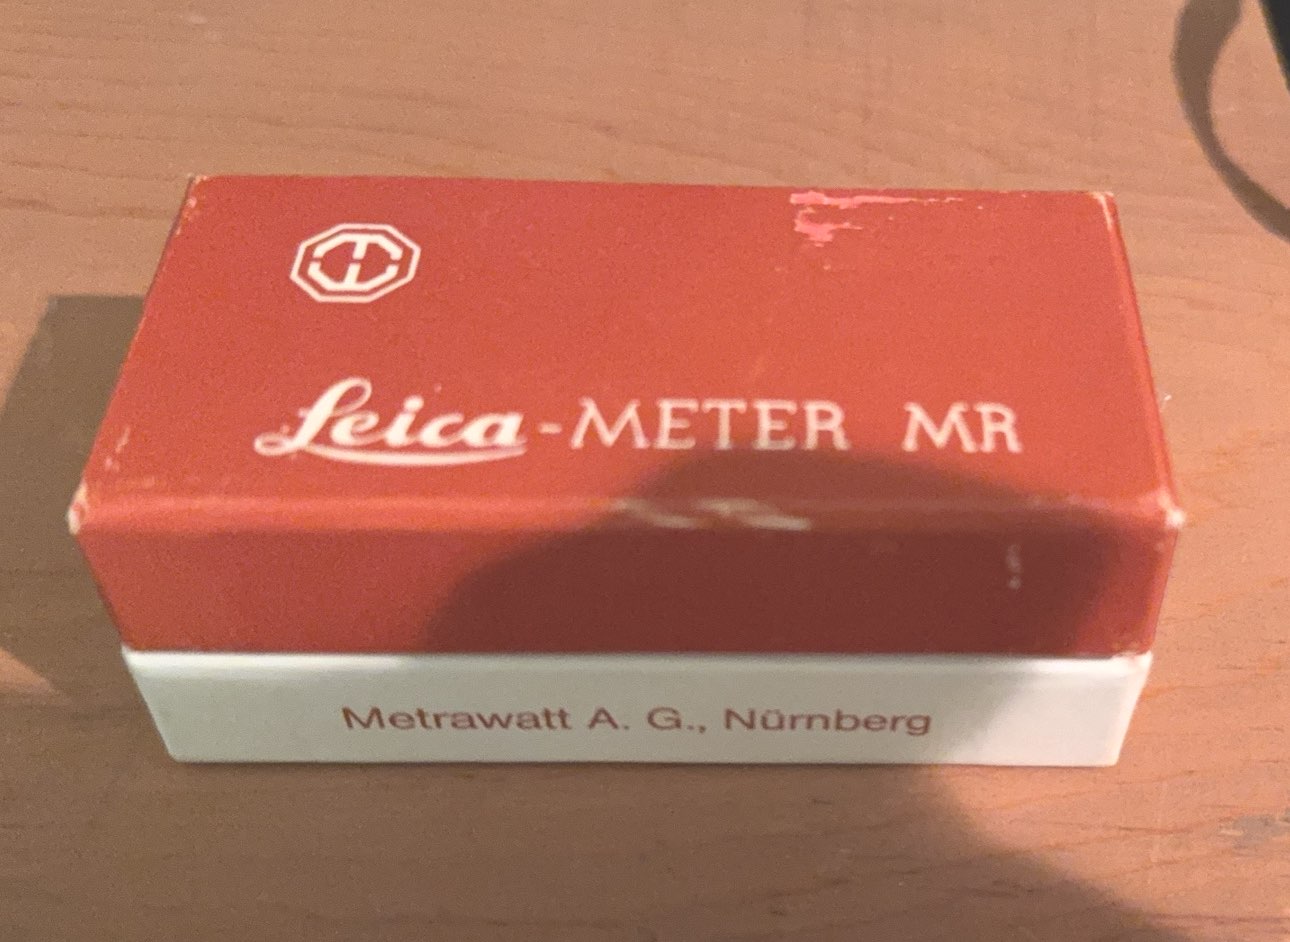 Leica-METER MR
Metrawatt A. G., Nürnberg